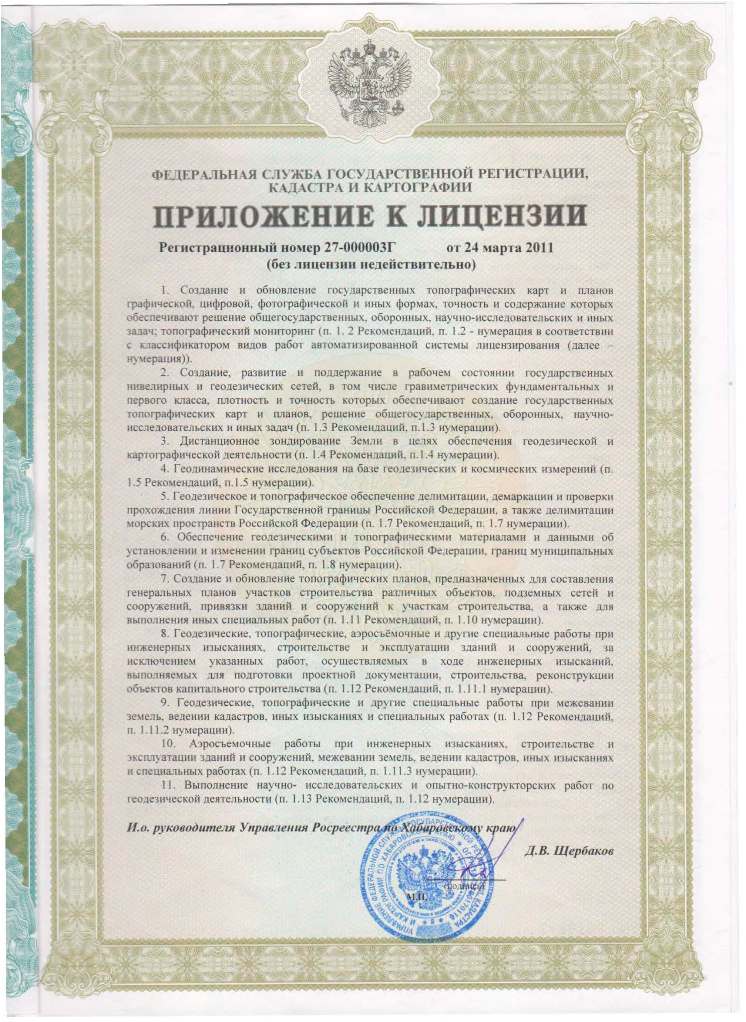 ФЕДЕРАЛЬНАЯ СЛУЖБА ГОСУДАРСТВЕННОЙ РЕГИСТРАЦИИ,
КАДАСТРА И КАРТОГРАФИИ
ПРИЛОЖЕНИЕ К ЛИЦЕНЗИИ
Регистрационный номер 27-000003Г от 24 марта 2011
(без лицензии недействительно)
1. Создание и обновление государственных топографических карт и планов
графической, цифровой, фотографической и иных формах, точность и содержание которых
обеспечивают решение общегосударственных, оборонных, научно-исследовательских и иных
задач; топографический мониторинг (п. 1. 2 Рекомендаций, п. 1.2 - нумерация в соответствии
с классификатором видов работ автоматизированной системы лицензирования (далее –
нумерация)).
2. Создание, развитие и поддержание в рабочем состоянии государственных
нивелирных и геодезических сетей, в том числе гравиметрических фундаментальных и
первого класса, плотность и точность которых обеспечивают создание государственных
топографических карт и планов, решение общегосударственных, оборонных, научно-
исследовательских и иных задач (п. 1.3 Рекомендаций, п.1.3 нумерации).
3. Дистанционное зондирование Земли в целях обеспечения геодезической и
картографической деятельности (п. 1.4 Рекомендаций, п.1.4 нумерации).
4. Геодинамические исследования на базе геодезических и космических измерений (п.
1.5 Рекомендаций, п.1.5 нумерации).
5. Геодезическое и топографическое обеспечение делимитации, демаркации и проверки
прохождения линии Государственной границы Российской Федерации, а также делимитации
морских пространств Российской Федерации (п. 1.7 Рекомендаций, п. 1.7 нумерации).
6. Обеспечение геодезическими и топографическими материалами и данными об
установлении и изменении границ субъектов Российской Федерации, границ муниципальных
образований (п. 1.7 Рекомендаций, п. 1.8 нумерации).
7. Создание и обновление топографических планов, предназначенных для составления
генеральных планов участков строительства различных объектов, подземных сетей и
сооружений, привязки зданий и сооружений к участкам строительства, а также для
выполнения иных специальных работ (п. 1.11 Рекомендаций, п. 1.10 нумерации).
8. Геодезические, топографические, аэросъёмочные и другие специальные работы при
инженерных изысканиях, строительстве и эксплуатации зданий и сооружений, за
исключением указанных работ, осуществляемых в ходе инженерных изысканий,
выполняемых для подготовки проектной документации, строительства, реконструкции
объектов капитального строительства (п. 1.12 Рекомендаций, п. 1.11.1 нумерации).
9. Геодезические, топографические и другие специальные работы при межевании
земель, ведении кадастров, иных изысканиях и специальных работах (п. 1.12 Рекомендаций,
п. 1.11.2 нумерации).
10. Аэросъемочные работы при инженерных изысканиях, строительстве и
эксплуатации зданий и сооружений, межевании земель, ведении кадастров, иных изысканиях
и специальных работах (п. 1.12 Рекомендаций, п. 1.11.3 нумерации).
11. Выполнение научно- исследовательских и опытно-конструкторских работ по
геодезической деятельности (п. 1.13 Рекомендаций, п. 1.12 нумерации).
И.о. руководителя Управления Росреестра по Хабаровскому краю
Д.В. Щербаков
(подпись)
М.П.